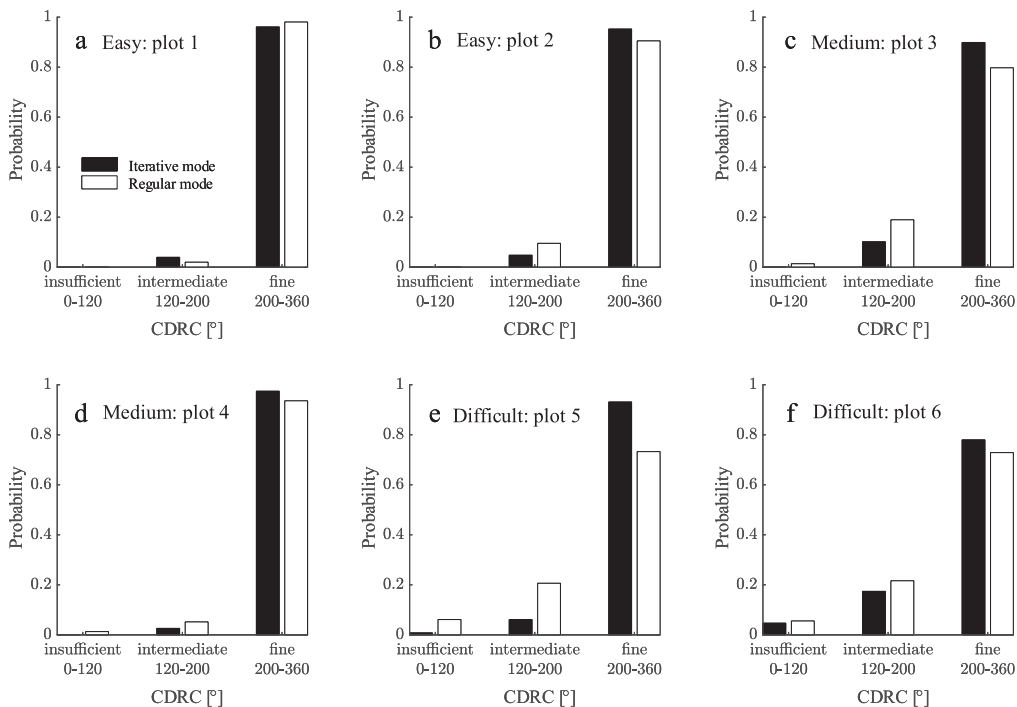 a Easy: plot 1
Probability
1
0.8
0.6
0.4
0.2
0
Iterative mode
Regular mode
insufficient intermediate fine
0-120 120-200 200-360
CDRC [°]
b Easy: plot 2
Probability
1
0.8
0.6
0.4
0.2
0
insufficient intermediate fine
0-120 120-200 200-360
CDRC [°]
c Medium: plot 3
Probability
1
0.8
0.6
0.4
0.2
0
insufficient intermediate fine
0-120 120-200 200-360
CDRC [°]
d Medium: plot 4
Probability
1
0.8
0.6
0.4
0.2
0
insufficient intermediate fine
0-120 120-200 200-360
CDRC [°]
e Difficult: plot 5
Probability
1
0.8
0.6
0.4
0.2
0
insufficient intermediate fine
0-120 120-200 200-360
CDRC [°]
f Difficult: plot 6
Probability
1
0.8
0.6
0.4
0.2
0
insufficient intermediate fine
0-120 120-200 200-360
CDRC [°]